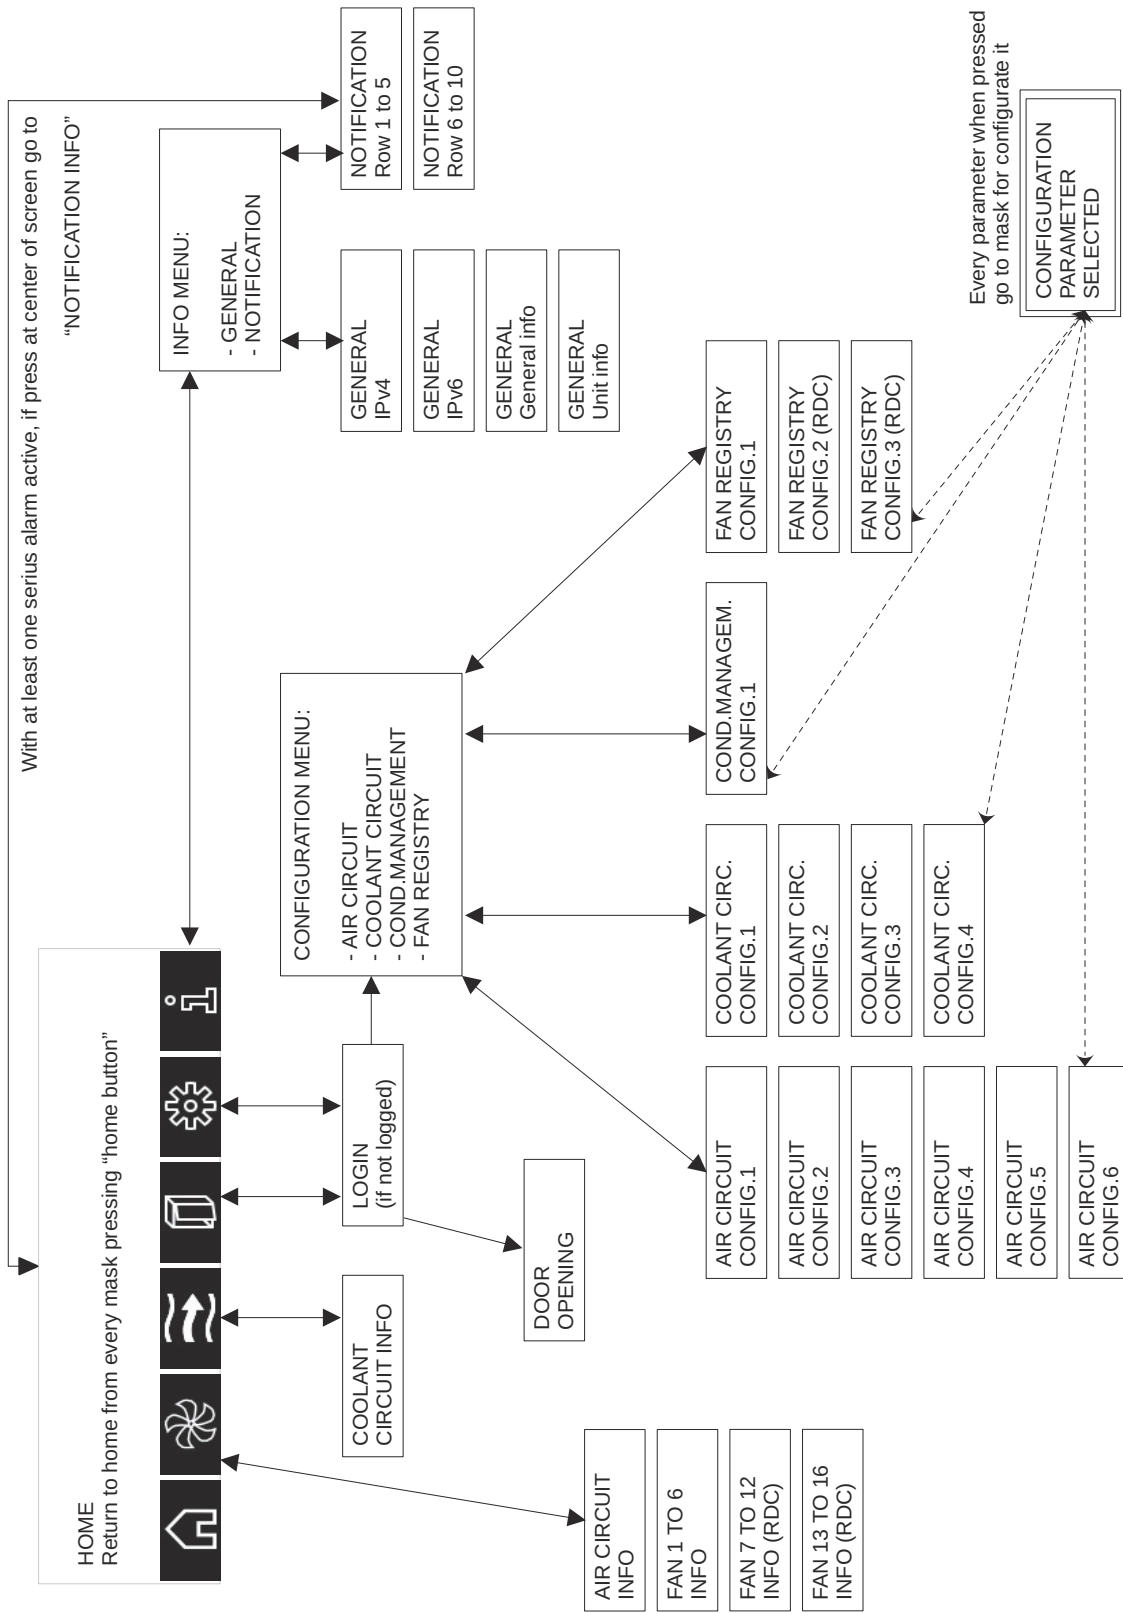 With at least one serius alarm active, if press at center of screen go to
“NOTIFICATION INFO”
HOME
Return to home from every mask pressing “home button”
INFO MENU:
- GENERAL
- NOTIFICATION
NOTIFICATION
Row 1 to 5
NOTIFICATION
Row 6 to 10
GENERAL
IPv4
GENERAL
IPv6
GENERAL
General info
GENERAL
Unit info
AIR CIRCUIT
INFO
FAN 1 TO 6
INFO
FAN 7 TO 12
INFO (RDC)
FAN 13 TO 16
INFO (RDC)
COOLANT
CIRCUIT INFO
LOGIN
(if not logged)
DOOR
OPENING
CONFIGURATION MENU:
- AIR CIRCUIT
- COOLANT CIRCUIT
- COND.MANAGEMENT
- FAN REGISTRY
AIR CIRCUIT
CONFIG.1
AIR CIRCUIT
CONFIG.2
AIR CIRCUIT
CONFIG.3
AIR CIRCUIT
CONFIG.4
AIR CIRCUIT
CONFIG.5
AIR CIRCUIT
CONFIG.6
COOLANT CIRC.
CONFIG.1
COOLANT CIRC.
CONFIG.2
COOLANT CIRC.
CONFIG.3
COOLANT CIRC.
CONFIG.4
COND.MANAGEM.
CONFIG.1
FAN REGISTRY
CONFIG.1
FAN REGISTRY
CONFIG.2 (RDC)
FAN REGISTRY
CONFIG.3 (RDC)
Every parameter when pressed
go to mask for configurate it
CONFIGURATION
PARAMETER
SELECTED